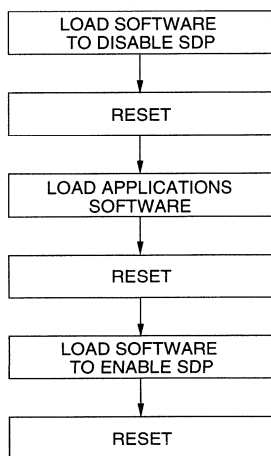 LOAD SOFTWARE
TO DISABLE SDP
RESET
LOAD APPLICATIONS
SOFTWARE
RESET
LOAD SOFTWARE
TO ENABLE SDP
RESET